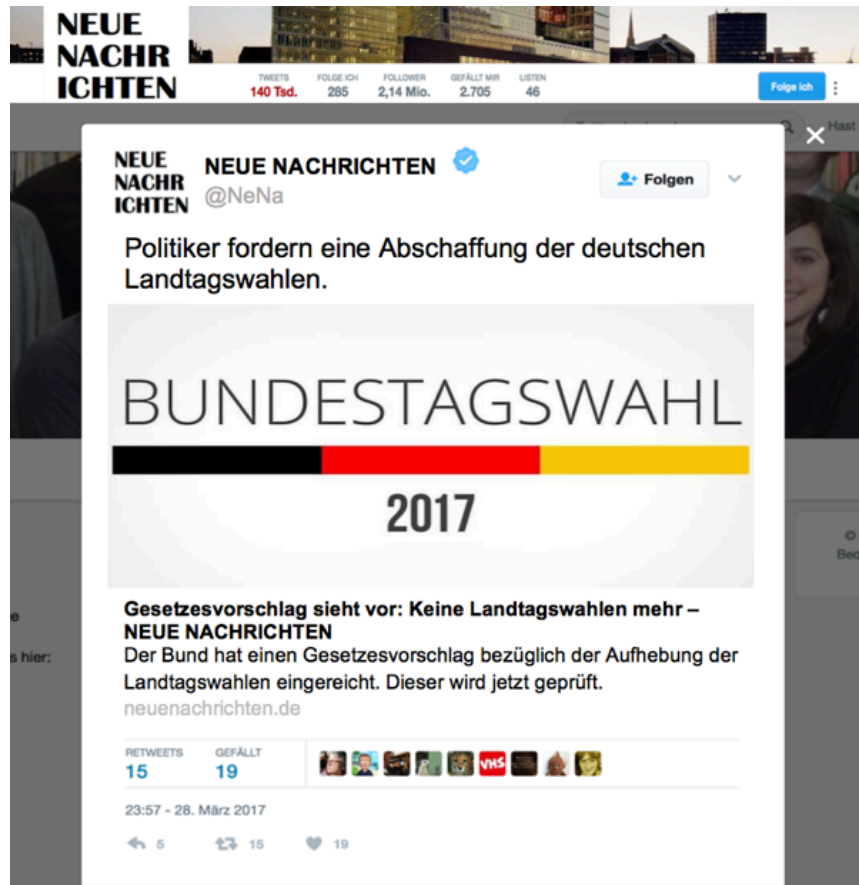 NEUE
NACHR
ICHTEN
TWEETS FOLGE ICH FOLLOWER GEFÄLLT MIR LISTEN
140 Tsd. 285 2,14 Mio. 2.705 46
Folge ich
Hast
NEUE
NACHR
ICHTEN
NEUE NACHRICHTEN
@NeNa
Folgen
Politiker fordern eine Abschaffung der deutschen
Landtagswahlen.
BUNDESTAGSWAHL
2017
©
Bed
Gesetzesvorschlag sieht vor: Keine Landtagswahlen mehr –
NEUE NACHRICHTEN
e
Der Bund hat einen Gesetzesvorschlag bezüglich der Aufhebung der
s hier:
Landtagswahlen eingereicht. Dieser wird jetzt geprüft.
neuenachrichten.de
RETWEETS GEFÄLLT
15 19
VHS
23:57 - 28. März 2017
5 15 19